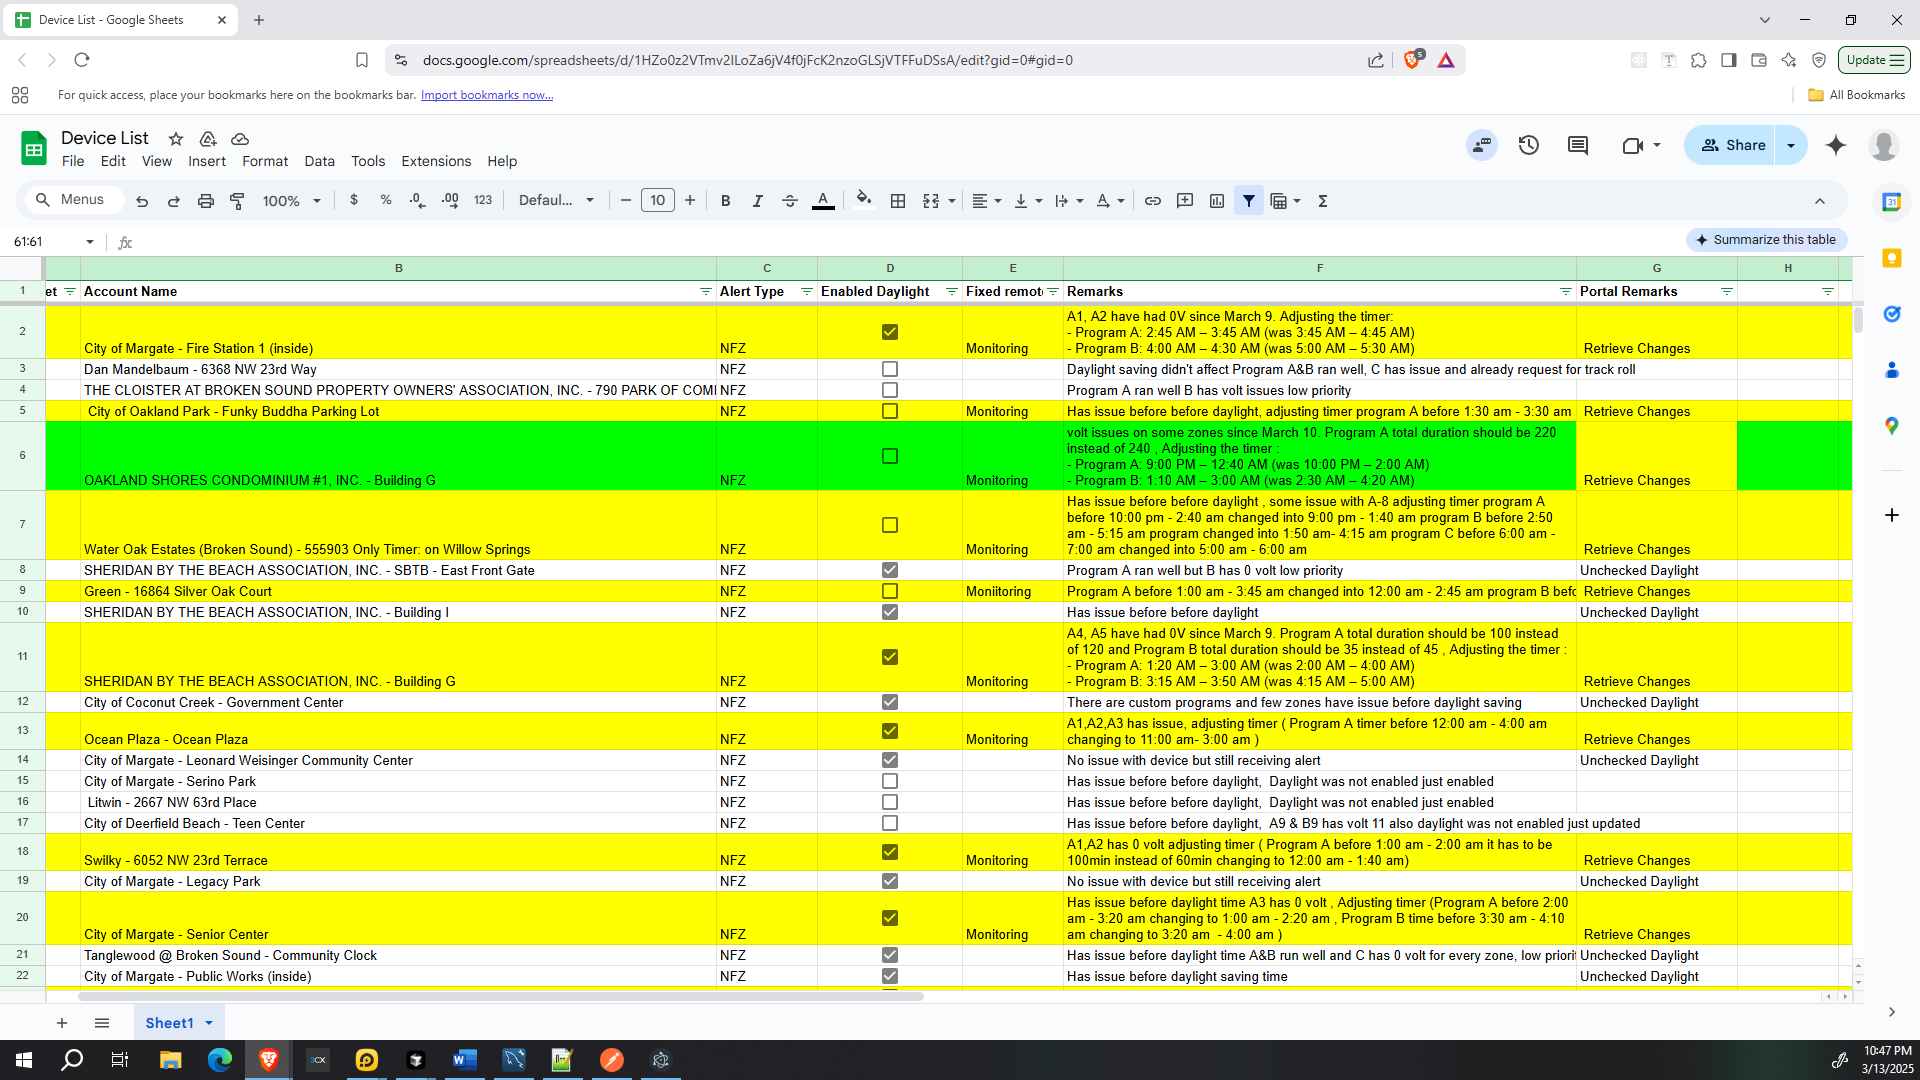 Device List - Google Sheets
docs.google.com/spreadsheets/d/1HZo0z2VTmv2ILoZa6jV4f0jFcK2nzoGLSjVTFFuDSsA/edit?gid=0#gid=0
5
Update
For quick access, place your bookmarks here on the bookmarks bar. Import bookmarks now...
All Bookmarks
Device List
File Edit View Insert Format Data Tools Extensions Help
Share
Menus 100% $ % .0 .00 123 Defaul... 10 B I A Σ
61:61 fx
Summarize this table
31
B C D E F G H
1 et Account Name Alert Type Enabled Daylight Fixed remot Remarks Portal Remarks
A1, A2 have had 0V since March 9. Adjusting the timer:
- Program A: 2:45 AM – 3:45 AM (was 3:45 AM – 4:45 AM)
2 City of Margate - Fire Station 1 (inside) NFZ Monitoring - Program B: 4:00 AM – 4:30 AM (was 5:00 AM – 5:30 AM) Retrieve Changes
3 Dan Mandelbaum - 6368 NW 23rd Way NFZ Daylight saving didn't affect Program A&B ran well, C has issue and already request for track roll
4 THE CLOISTER AT BROKEN SOUND PROPERTY OWNERS' ASSOCIATION, INC. - 790 PARK OF COMI NFZ Program A ran well B has volt issues low priority
5 City of Oakland Park - Funky Buddha Parking Lot NFZ Monitoring Has issue before before daylight, adjusting timer program A before 1:30 am - 3:30 am Retrieve Changes
volt issues on some zones since March 10. Program A total duration should be 220
instead of 240 , Adjusting the timer :
- Program A: 9:00 PM – 12:40 AM (was 10:00 PM – 2:00 AM)
6 OAKLAND SHORES CONDOMINIUM #1, INC. - Building G NFZ Monitoring - Program B: 1:10 AM – 3:00 AM (was 2:30 AM – 4:20 AM) Retrieve Changes
Has issue before before daylight , some issue with A-8 adjusting timer program A
before 10:00 pm - 2:40 am changed into 9:00 pm - 1:40 am program B before 2:50
am - 5:15 am program changed into 1:50 am- 4:15 am program C before 6:00 am -
7 Water Oak Estates (Broken Sound) - 555903 Only Timer: on Willow Springs NFZ Monitoring 7:00 am changed into 5:00 am - 6:00 am Retrieve Changes
8 SHERIDAN BY THE BEACH ASSOCIATION, INC. - SBTB - East Front Gate NFZ Program A ran well but B has 0 volt low priority Unchecked Daylight
9 Green - 16864 Silver Oak Court NFZ Moniitoring Program A before 1:00 am - 3:45 am changed into 12:00 am - 2:45 am program B befo Retrieve Changes
10 SHERIDAN BY THE BEACH ASSOCIATION, INC. - Building I NFZ Has issue before before daylight Unchecked Daylight
A4, A5 have had 0V since March 9. Program A total duration should be 100 instead
of 120 and Program B total duration should be 35 instead of 45 , Adjusting the timer :
- Program A: 1:20 AM – 3:00 AM (was 2:00 AM – 4:00 AM)
11 SHERIDAN BY THE BEACH ASSOCIATION, INC. - Building G NFZ Monitoring - Program B: 3:15 AM – 3:50 AM (was 4:15 AM – 5:00 AM) Retrieve Changes
12 City of Coconut Creek - Government Center NFZ There are custom programs and few zones have issue before daylight saving Unchecked Daylight
A1,A2,A3 has issue, adjusting timer ( Program A timer before 12:00 am - 4:00 am
13 Ocean Plaza - Ocean Plaza NFZ Monitoring changing to 11:00 am- 3:00 am ) Retrieve Changes
14 City of Margate - Leonard Weisinger Community Center NFZ No issue with device but still receiving alert Unchecked Daylight
15 City of Margate - Serino Park NFZ Has issue before before daylight, Daylight was not enabled just enabled
16 Litwin - 2667 NW 63rd Place NFZ Has issue before before daylight, Daylight was not enabled just enabled
17 City of Deerfield Beach - Teen Center NFZ Has issue before before daylight, A9 & B9 has volt 11 also daylight was not enabled just updated
A1,A2 has 0 volt adjusting timer ( Program A before 1:00 am - 2:00 am it has to be
18 Swilky - 6052 NW 23rd Terrace NFZ Monitoring 100min instead of 60min changing to 12:00 am - 1:40 am) Retrieve Changes
19 City of Margate - Legacy Park NFZ No issue with device but still receiving alert Unchecked Daylight
Has issue before daylight time A3 has 0 volt , Adjusting timer (Program A before 2:00
am - 3:20 am changing to 1:00 am - 2:20 am , Program B time before 3:30 am - 4:10
20 City of Margate - Senior Center NFZ Monitoring am changing to 3:20 am - 4:00 am ) Retrieve Changes
21 Tanglewood @ Broken Sound - Community Clock NFZ Has issue before daylight time A&B run well and C has 0 volt for every zone, low priorit Unchecked Daylight
22 City of Margate - Public Works (inside) NFZ Has issue before daylight saving time Unchecked Daylight
Sheet1
10:47 PM
3/13/2025